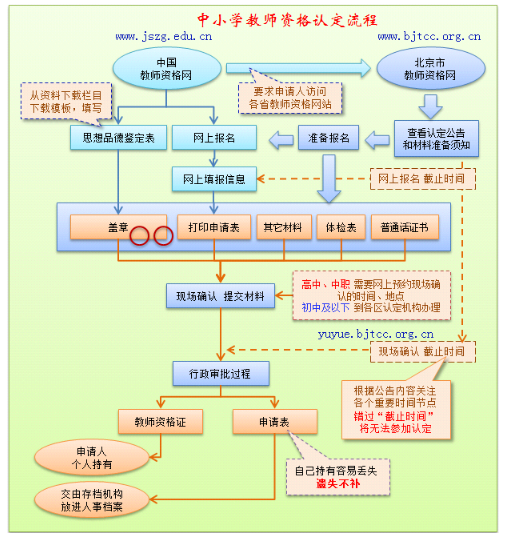 中小学教师资格认定流程
www.jszg.edu.cn
www.bjtcc.org.cn
中国
教师资格网
北京市
教师资格网
从资料下载栏目
下载模板，填写
要求申请人访问
各省教师资格网站
思想品德鉴定表
网上报名
准备报名
查看认定公告
和材料准备须知
网上填报信息
网上报名 截止时间
盖章
打印申请表
其它材料
体检表
普通话证书
现场确认 提交材料
高中、中职 需要网上预约现场确
认的时间、地点
初中及以下 到各区认定机构办理
yuyue.bjtcc.org.cn
现场确认 截止时间
行政审批过程
根据公告内容关注
各个重要时间节点
错过“截止时间”
将无法参加认定
教师资格证
申请表
申请人
个人持有
自己持有容易丢失
遗失不补
交由存档机构
放进人事档案